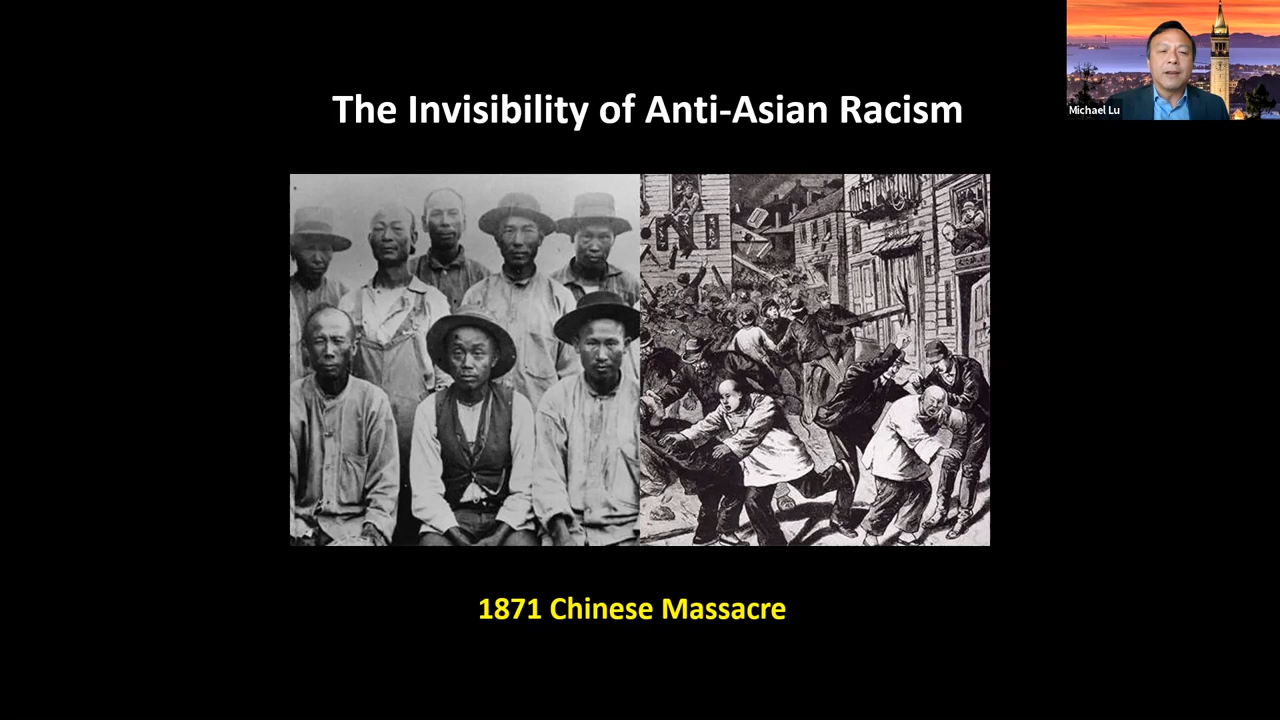 The Invisibility of Anti-Asian Racism
Michael Lu
1871 Chinese Massacre